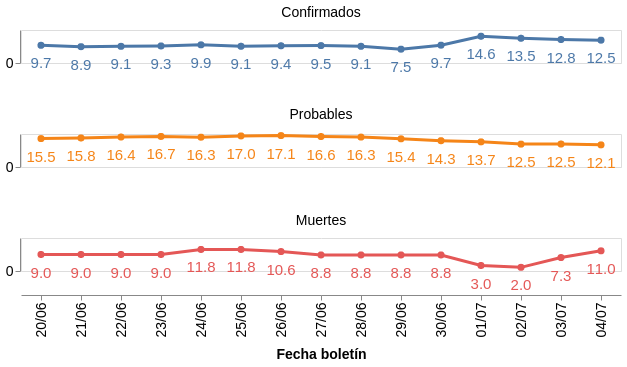 Confirmados
0
9.7 8.9 9.1 9.3 9.9 9.1 9.4 9.5 9.1 7.5 9.7 14.6 13.5 12.8 12.5
Probables
0
15.5 15.8 16.4 16.7 16.3 17.0 17.1 16.6 16.3 15.4 14.3 13.7 12.5 12.5 12.1
Muertes
0
9.0 9.0 9.0 9.0 11.8 11.8 10.6 8.8 8.8 8.8 8.8 3.0 2.0 7.3 11.0
20/06 21/06 22/06 23/06 24/06 25/06 26/06 27/06 28/06 29/06 30/06 01/07 02/07 03/07 04/07
Fecha boletín